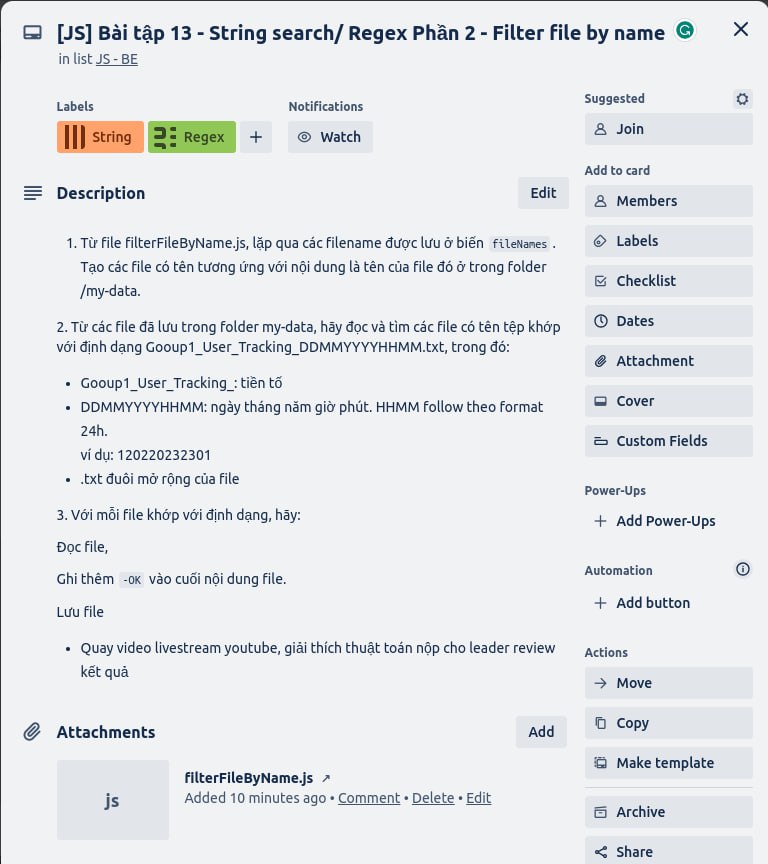 [JS] Bài tập 13 - String search/ Regex Phần 2 - Filter file by name
in list JS - BE
Labels
Notifications
String
Regex
Watch
Description
Edit
1. Từ file filterFileByName.js, lặp qua các filename được lưu ở biến fileNames .
Tạo các file có tên tương ứng với nội dung là tên của file đó ở trong folder
/my-data.
2. Từ các file đã lưu trong folder my-data, hãy đọc và tìm các file có tên tệp khớp
với định dạng Gooup1_User_Tracking_DDMMYYYYHHMM.txt, trong đó:
• Gooup1_User_Tracking_: tiền tố
• DDMMYYYYHHMM: ngày tháng năm giờ phút. HHMM follow theo format
24h.
ví dụ: 120220232301
• .txt đuôi mở rộng của file
3. Với mỗi file khớp với định dạng, hãy:
Đọc file,
Ghi thêm -OK vào cuối nội dung file.
Lưu file
• Quay video livestream youtube, giải thích thuật toán nộp cho leader review
kết quả
Attachments
Add
js
filterFileByName.js ↗
Added 10 minutes ago • Comment • Delete • Edit
Suggested
Join
Add to card
Members
Labels
Checklist
Dates
Attachment
Cover
Custom Fields
Power-Ups
+ Add Power-Ups
Automation
+ Add button
Actions
Move
Copy
Make template
Archive
Share